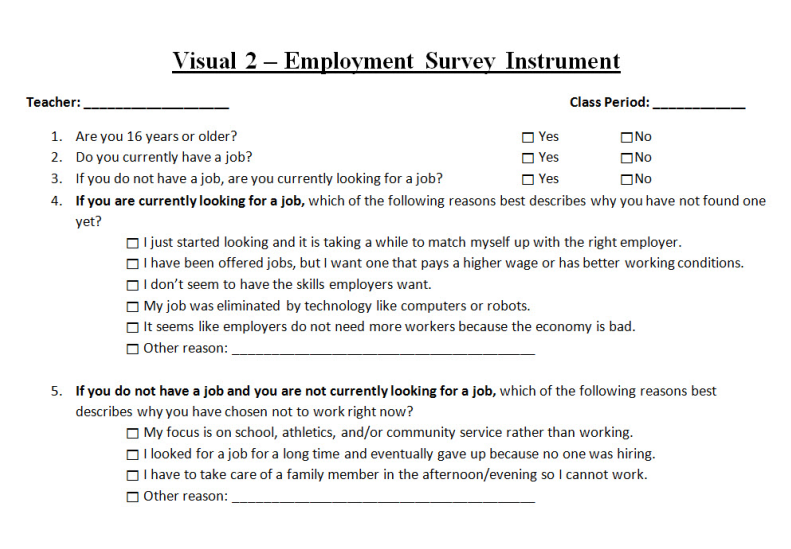 Visual 2 – Employment Survey Instrument
Teacher: ___________________ Class Period: ____________
1. Are you 16 years or older? ☐ Yes ☐No
2. Do you currently have a job? ☐ Yes ☐No
3. If you do not have a job, are you currently looking for a job? ☐ Yes ☐No
4. If you are currently looking for a job, which of the following reasons best describes why you have not found one
yet?
☐ I just started looking and it is taking a while to match myself up with the right employer.
☐ I have been offered jobs, but I want one that pays a higher wage or has better working conditions.
☐ I don’t seem to have the skills employers want.
☐ My job was eliminated by technology like computers or robots.
☐ It seems like employers do not need more workers because the economy is bad.
☐ Other reason: ________________________________________
5. If you do not have a job and you are not currently looking for a job, which of the following reasons best
describes why you have chosen not to work right now?
☐ My focus is on school, athletics, and/or community service rather than working.
☐ I looked for a job for a long time and eventually gave up because no one was hiring.
☐ I have to take care of a family member in the afternoon/evening so I cannot work.
☐ Other reason: ________________________________________